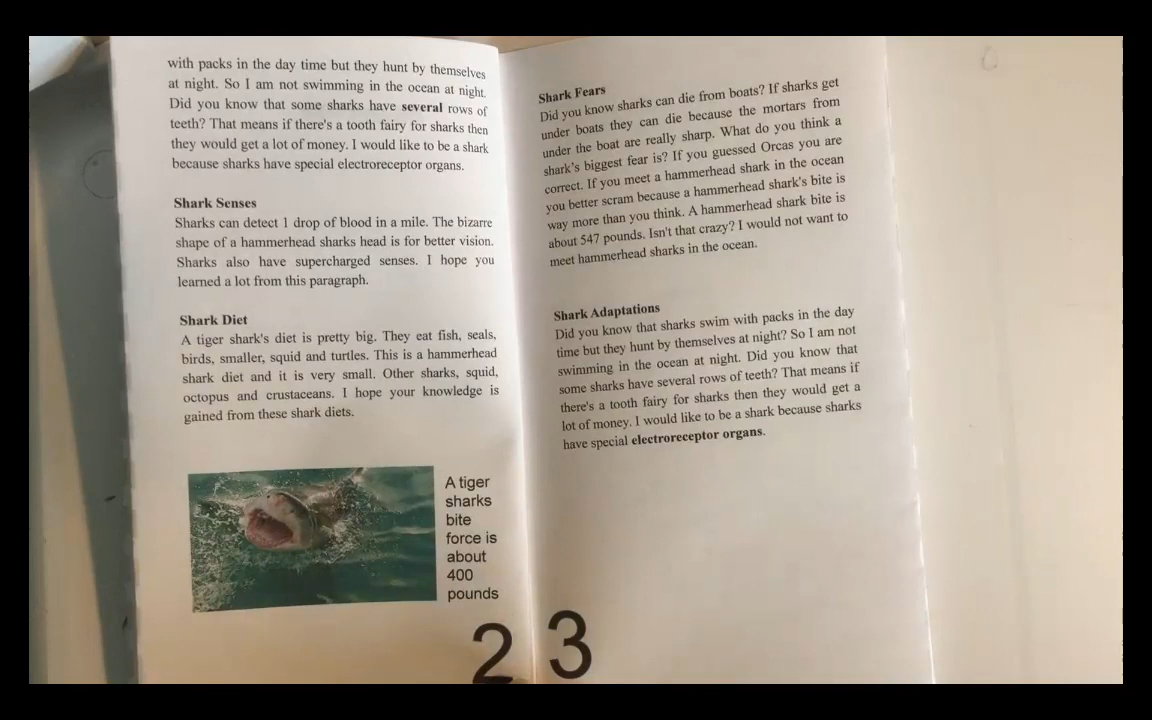 with packs in the day time but they hunt by themselves
at night. So I am not swimming in the ocean at night.
Did you know that some sharks have several rows of
teeth? That means if there's a tooth fairy for sharks then
they would get a lot of money. I would like to be a shark
because sharks have special electroreceptor organs.
Shark Senses
Sharks can detect 1 drop of blood in a mile. The bizarre
shape of a hammerhead sharks head is for better vision.
Sharks also have supercharged senses. I hope you
learned a lot from this paragraph.
Shark Diet
A tiger shark's diet is pretty big. They eat fish, seals,
birds, smaller, squid and turtles. This is a hammerhead
shark diet and it is very small. Other sharks, squid,
octopus and crustaceans. I hope your knowledge is
gained from these shark diets.
A tiger
sharks
bite
force is
about
400
pounds
2
Shark Fears
Did you know sharks can die from boats? If sharks get
under boats they can die because the mortars from
under the boat are really sharp. What do you think a
shark's biggest fear is? If you guessed Orcas you are
correct. If you meet a hammerhead shark in the ocean
you better scram because a hammerhead shark's bite is
way more than you think. A hammerhead shark bite is
about 547 pounds. Isn't that crazy? I would not want to
meet hammerhead sharks in the ocean.
Shark Adaptations
Did you know that sharks swim with packs in the day
time but they hunt by themselves at night? So I am not
swimming in the ocean at night. Did you know that
some sharks have several rows of teeth? That means if
there's a tooth fairy for sharks then they would get a
lot of money. I would like to be a shark because sharks
have special electroreceptor organs.
3